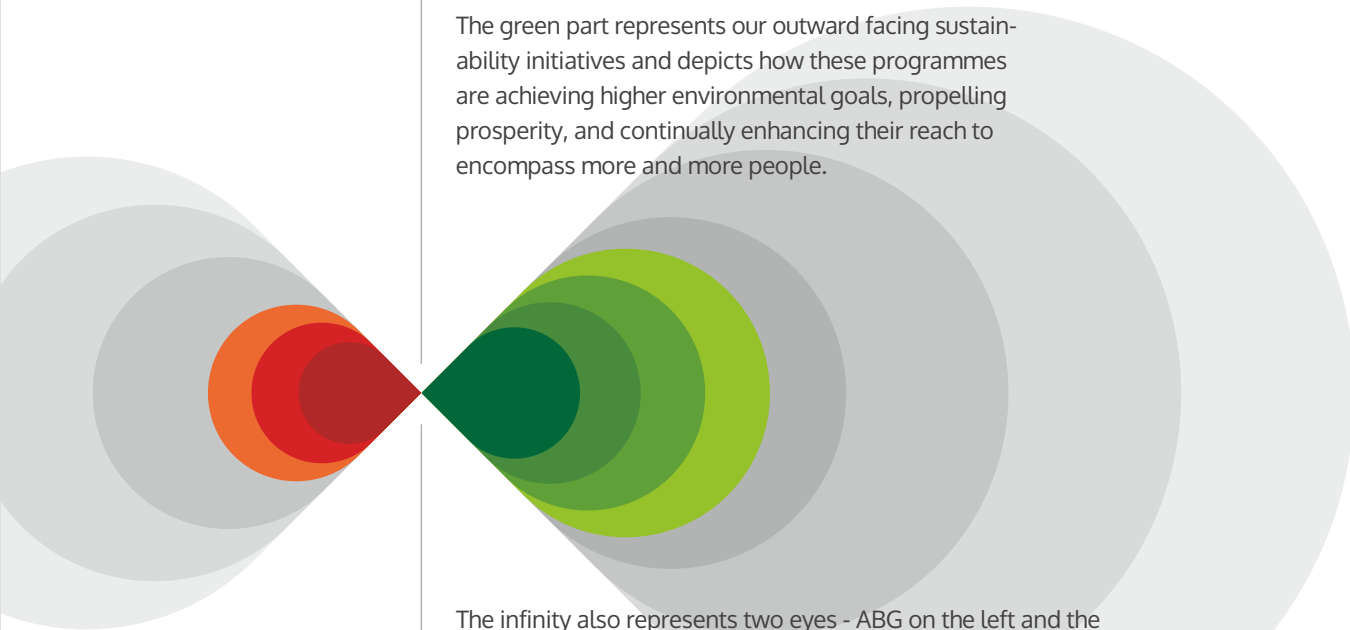 The green part represents our outward facing sustain-
ability initiatives and depicts how these programmes
are achieving higher environmental goals, propelling
prosperity, and continually enhancing their reach to
encompass more and more people.
The infinity also represents two eyes - ABG on the left and the